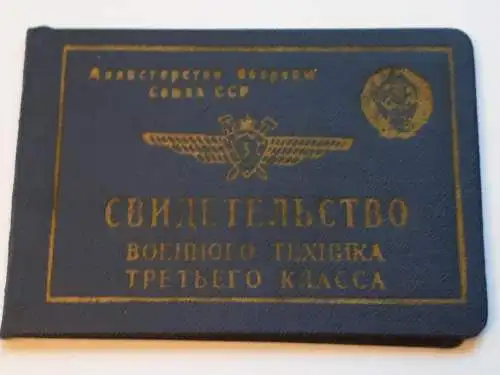 Министерство Обороны
Союза ССР
СВИДЕТЕЛЬСТВО
ВОЕННОГО ТЕХНИКА
ТРЕТЬЕГО КЛАССА